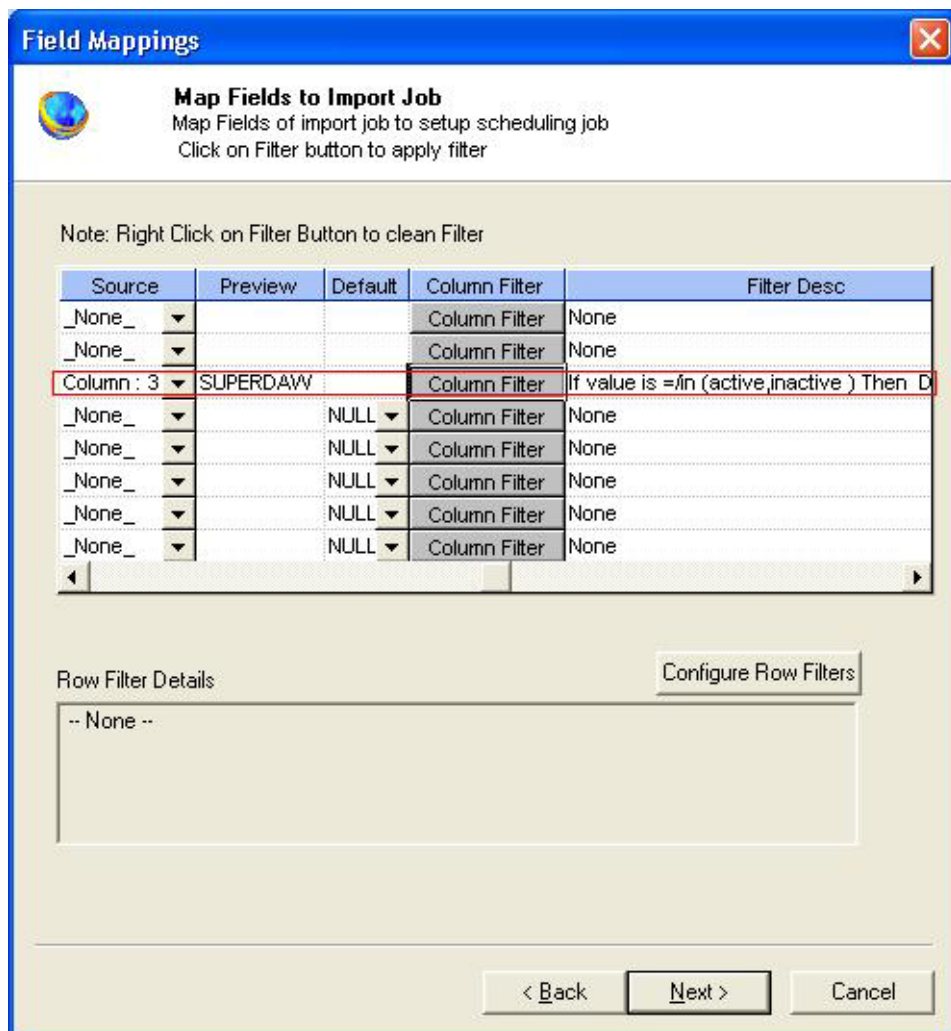 Field Mappings
Map Fields to Import Job
Map Fields of import job to setup scheduling job
Click on Filter button to apply filter
Note: Right Click on Filter Button to clean Filter
Source Preview Default Column Filter Filter Desc
_None_ Column Filter None
_None_ Column Filter None
Column : 3 SUPERDAW Column Filter If value is =/in (active,inactive ) Then D
_None_ NULL Column Filter None
_None_ NULL Column Filter None
_None_ NULL Column Filter None
_None_ NULL Column Filter None
_None_ NULL Column Filter None
Configure Row Filters
Row Filter Details
-- None --
< Back Next > Cancel